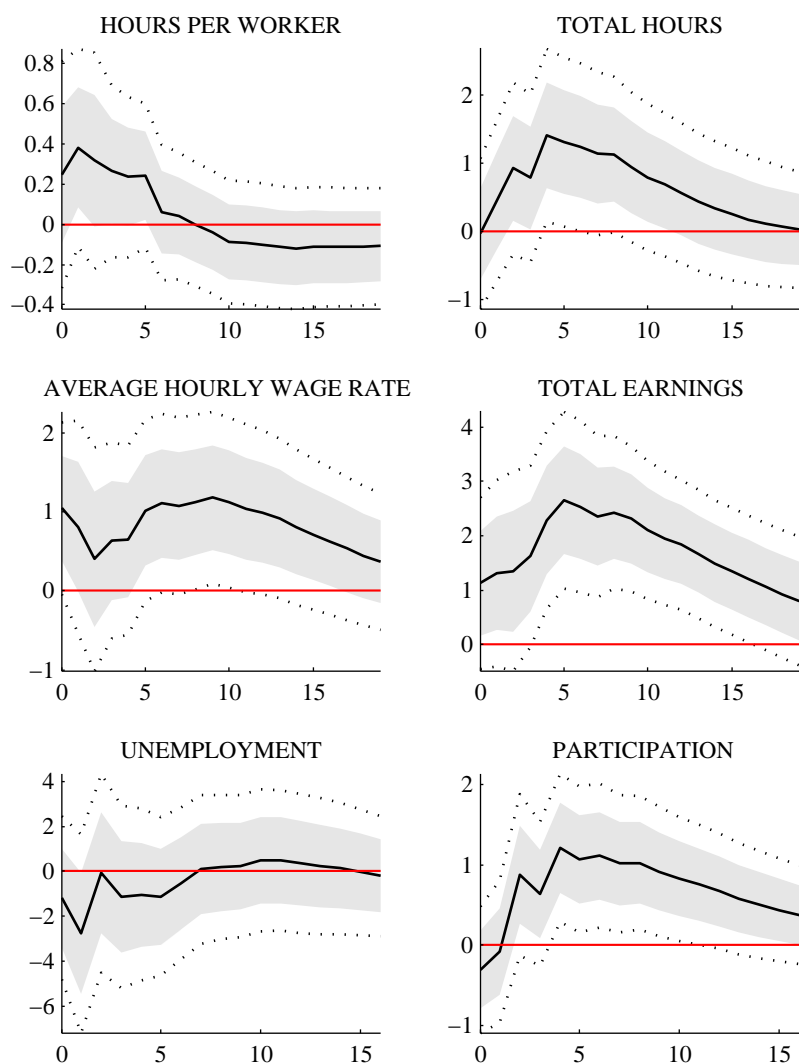 HOURS PER WORKER
TOTAL HOURS
0.8
0.6
0.4
0.2
0
−0.2
−0.4
0 5 10 15
2
1
0
−1
0 5 10 15
AVERAGE HOURLY WAGE RATE
TOTAL EARNINGS
2
1
0
−1
0 5 10 15
4
3
2
1
0
0 5 10 15
UNEMPLOYMENT
PARTICIPATION
4
2
0
−2
−4
−6
0 5 10 15
2
1
0
−1
0 5 10 15